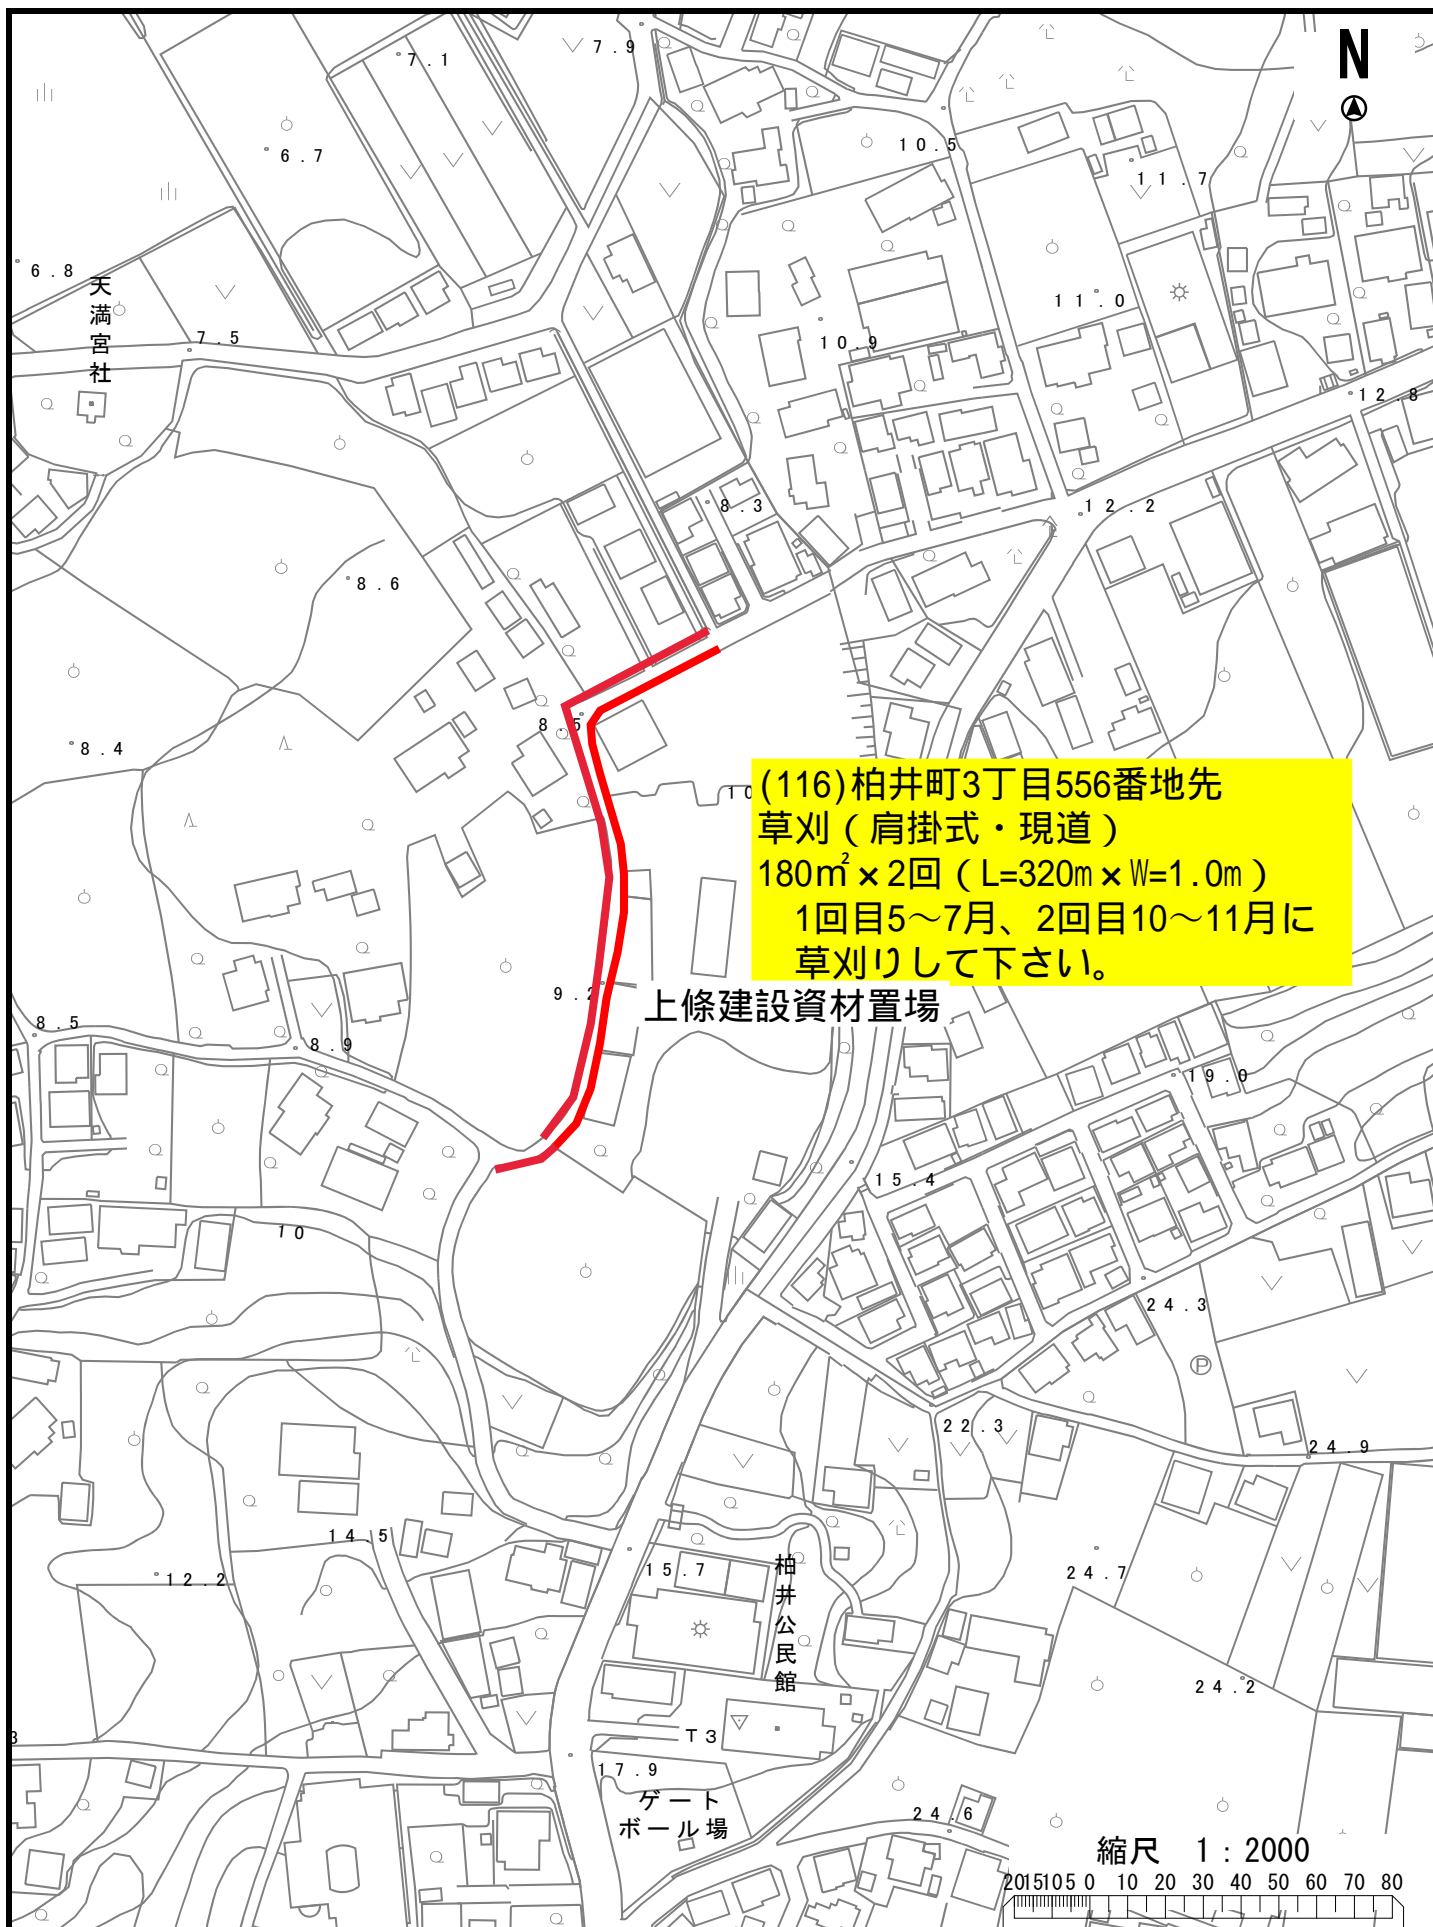 N
7.9
7.1
6.7
10.5
11.7
6.8
天満宮社
7.5
11.0
10.9
12.8
8.3
12.2
8.6
8.5
8.4
10
(116)柏井町3丁目556番地先
草刈（肩掛式・現道）
180㎡×2回（L=320m×W=1.0m）
1回目5～7月、2回目10～11月に
草刈りして下さい。
9.2
上條建設資材置場
8.5
8.9
19.0
15.4
10
24.3
P
22.3
24.9
14.5
15.7
柏井公民館
12.2
24.7
24.2
3
T3
17.9
ゲート
ボール場
24.6
縮尺 1:2000
20 15 10 5 0 10 20 30 40 50 60 70 80